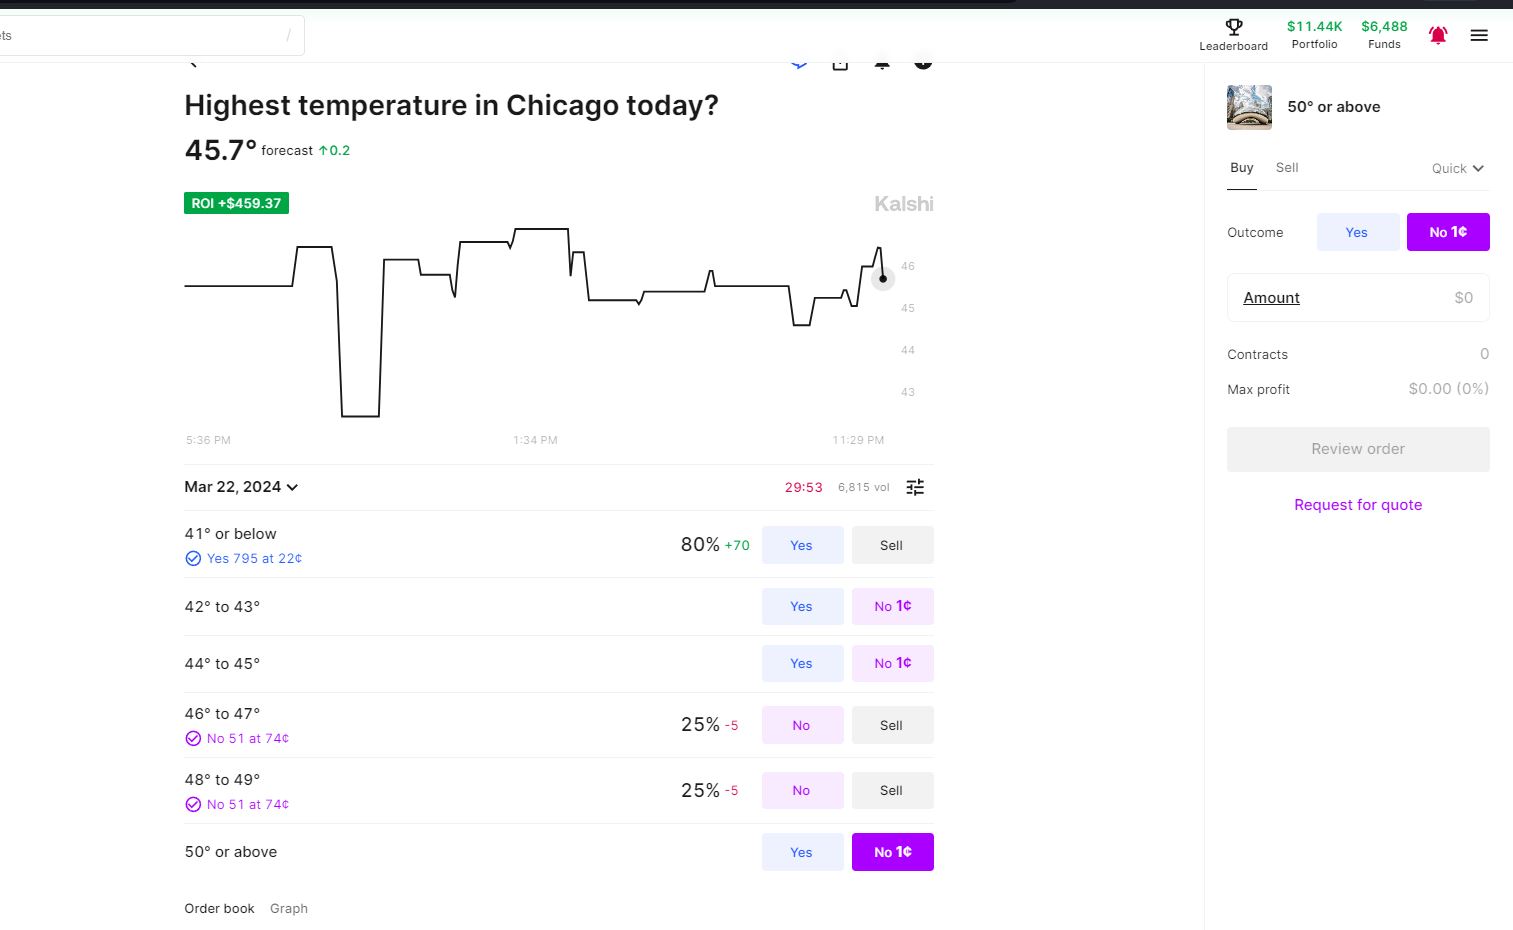 ets /
Leaderboard
$11.44K
Portfolio
$6,488
Funds
Highest temperature in Chicago today?
45.7° forecast ↑0.2
ROI +$459.37
Kalshi
46
45
44
43
5:36 PM 1:34 PM 11:29 PM
Mar 22, 2024 29:53 6,815 vol
41° or below
Yes 795 at 22¢
80% +70 Yes Sell
42° to 43° Yes No 1¢
44° to 45° Yes No 1¢
46° to 47°
No 51 at 74¢
25% -5 No Sell
48° to 49°
No 51 at 74¢
25% -5 No Sell
50° or above Yes No 1¢
Order book Graph
50° or above
Buy Sell Quick
Outcome Yes No 1¢
Amount $0
Contracts 0
Max profit $0.00 (0%)
Review order
Request for quote